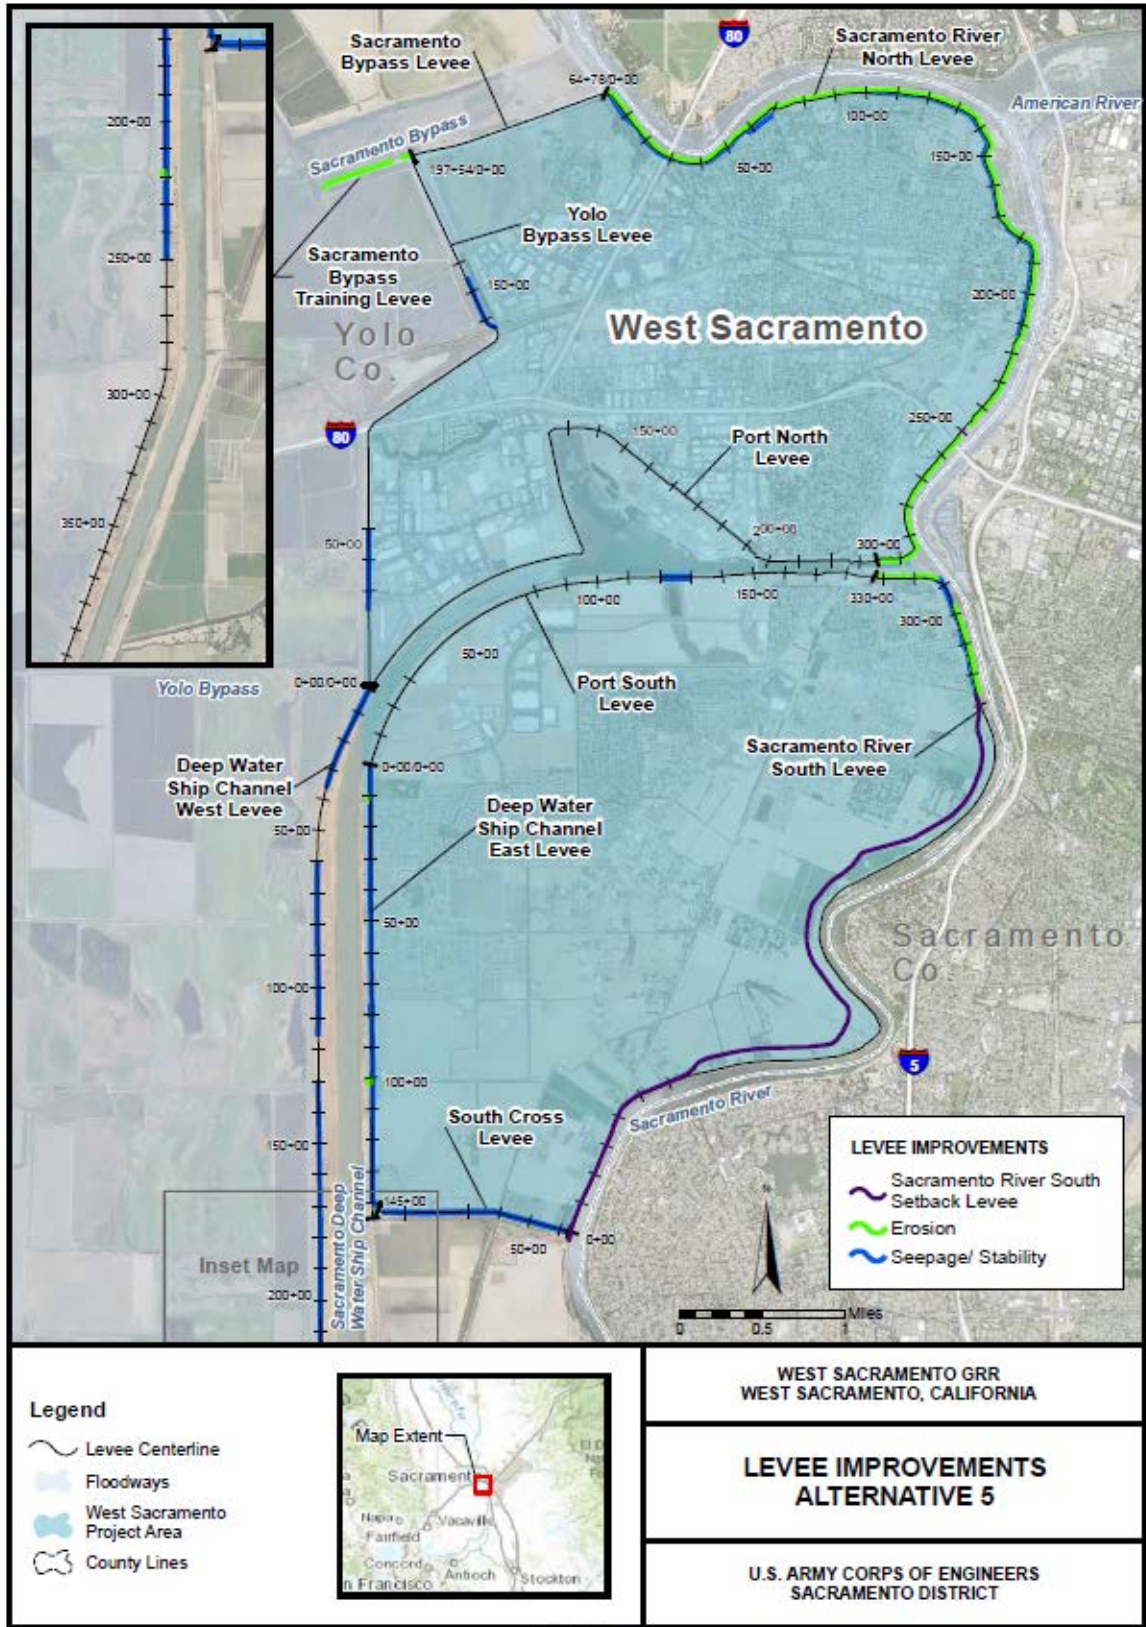 Sacramento
Bypass Levee
80
Sacramento River
North Levee
64+78/0+00
American River
100+00
200+00
Sacramento Bypass
150+00
50+00
197+54/0+00
Yolo
Bypass Levee
250+00
Sacramento
Bypass
Training Levee
150+00
200+00
Yolo
Co.
West Sacramento
300+00
80
250+00
150+00
Port North
Levee
350+00
200+00
50+00
300+00
100+00
150+00
330+00
300+00
50+00
Yolo Bypass
0+00/0+00
Port South
Levee
Sacramento River
South Levee
Deep Water
Ship Channel
West Levee
0+00/0+00
Deep Water
Ship Channel
East Levee
50+00
50+00
Sacramento
Co.
100+00
5
100+00
South Cross
Levee
Sacramento River
150+00
145+00
Sacramento Deep
Water Ship Channel
50+00
0+00
Inset Map
200+00
LEVEE IMPROVEMENTS
Sacramento River South
Setback Levee
Erosion
Seepage/ Stability
N
Miles
0 0.5 1
Legend
Levee Centerline
Floodways
West Sacramento
Project Area
County Lines
Map Extent
Sacrament
Napa
Vacaville
Fairfield
Concord
Antioch
n Francisco
Stockton
WEST SACRAMENTO GRR
WEST SACRAMENTO, CALIFORNIA
LEVEE IMPROVEMENTS
ALTERNATIVE 5
U.S. ARMY CORPS OF ENGINEERS
SACRAMENTO DISTRICT